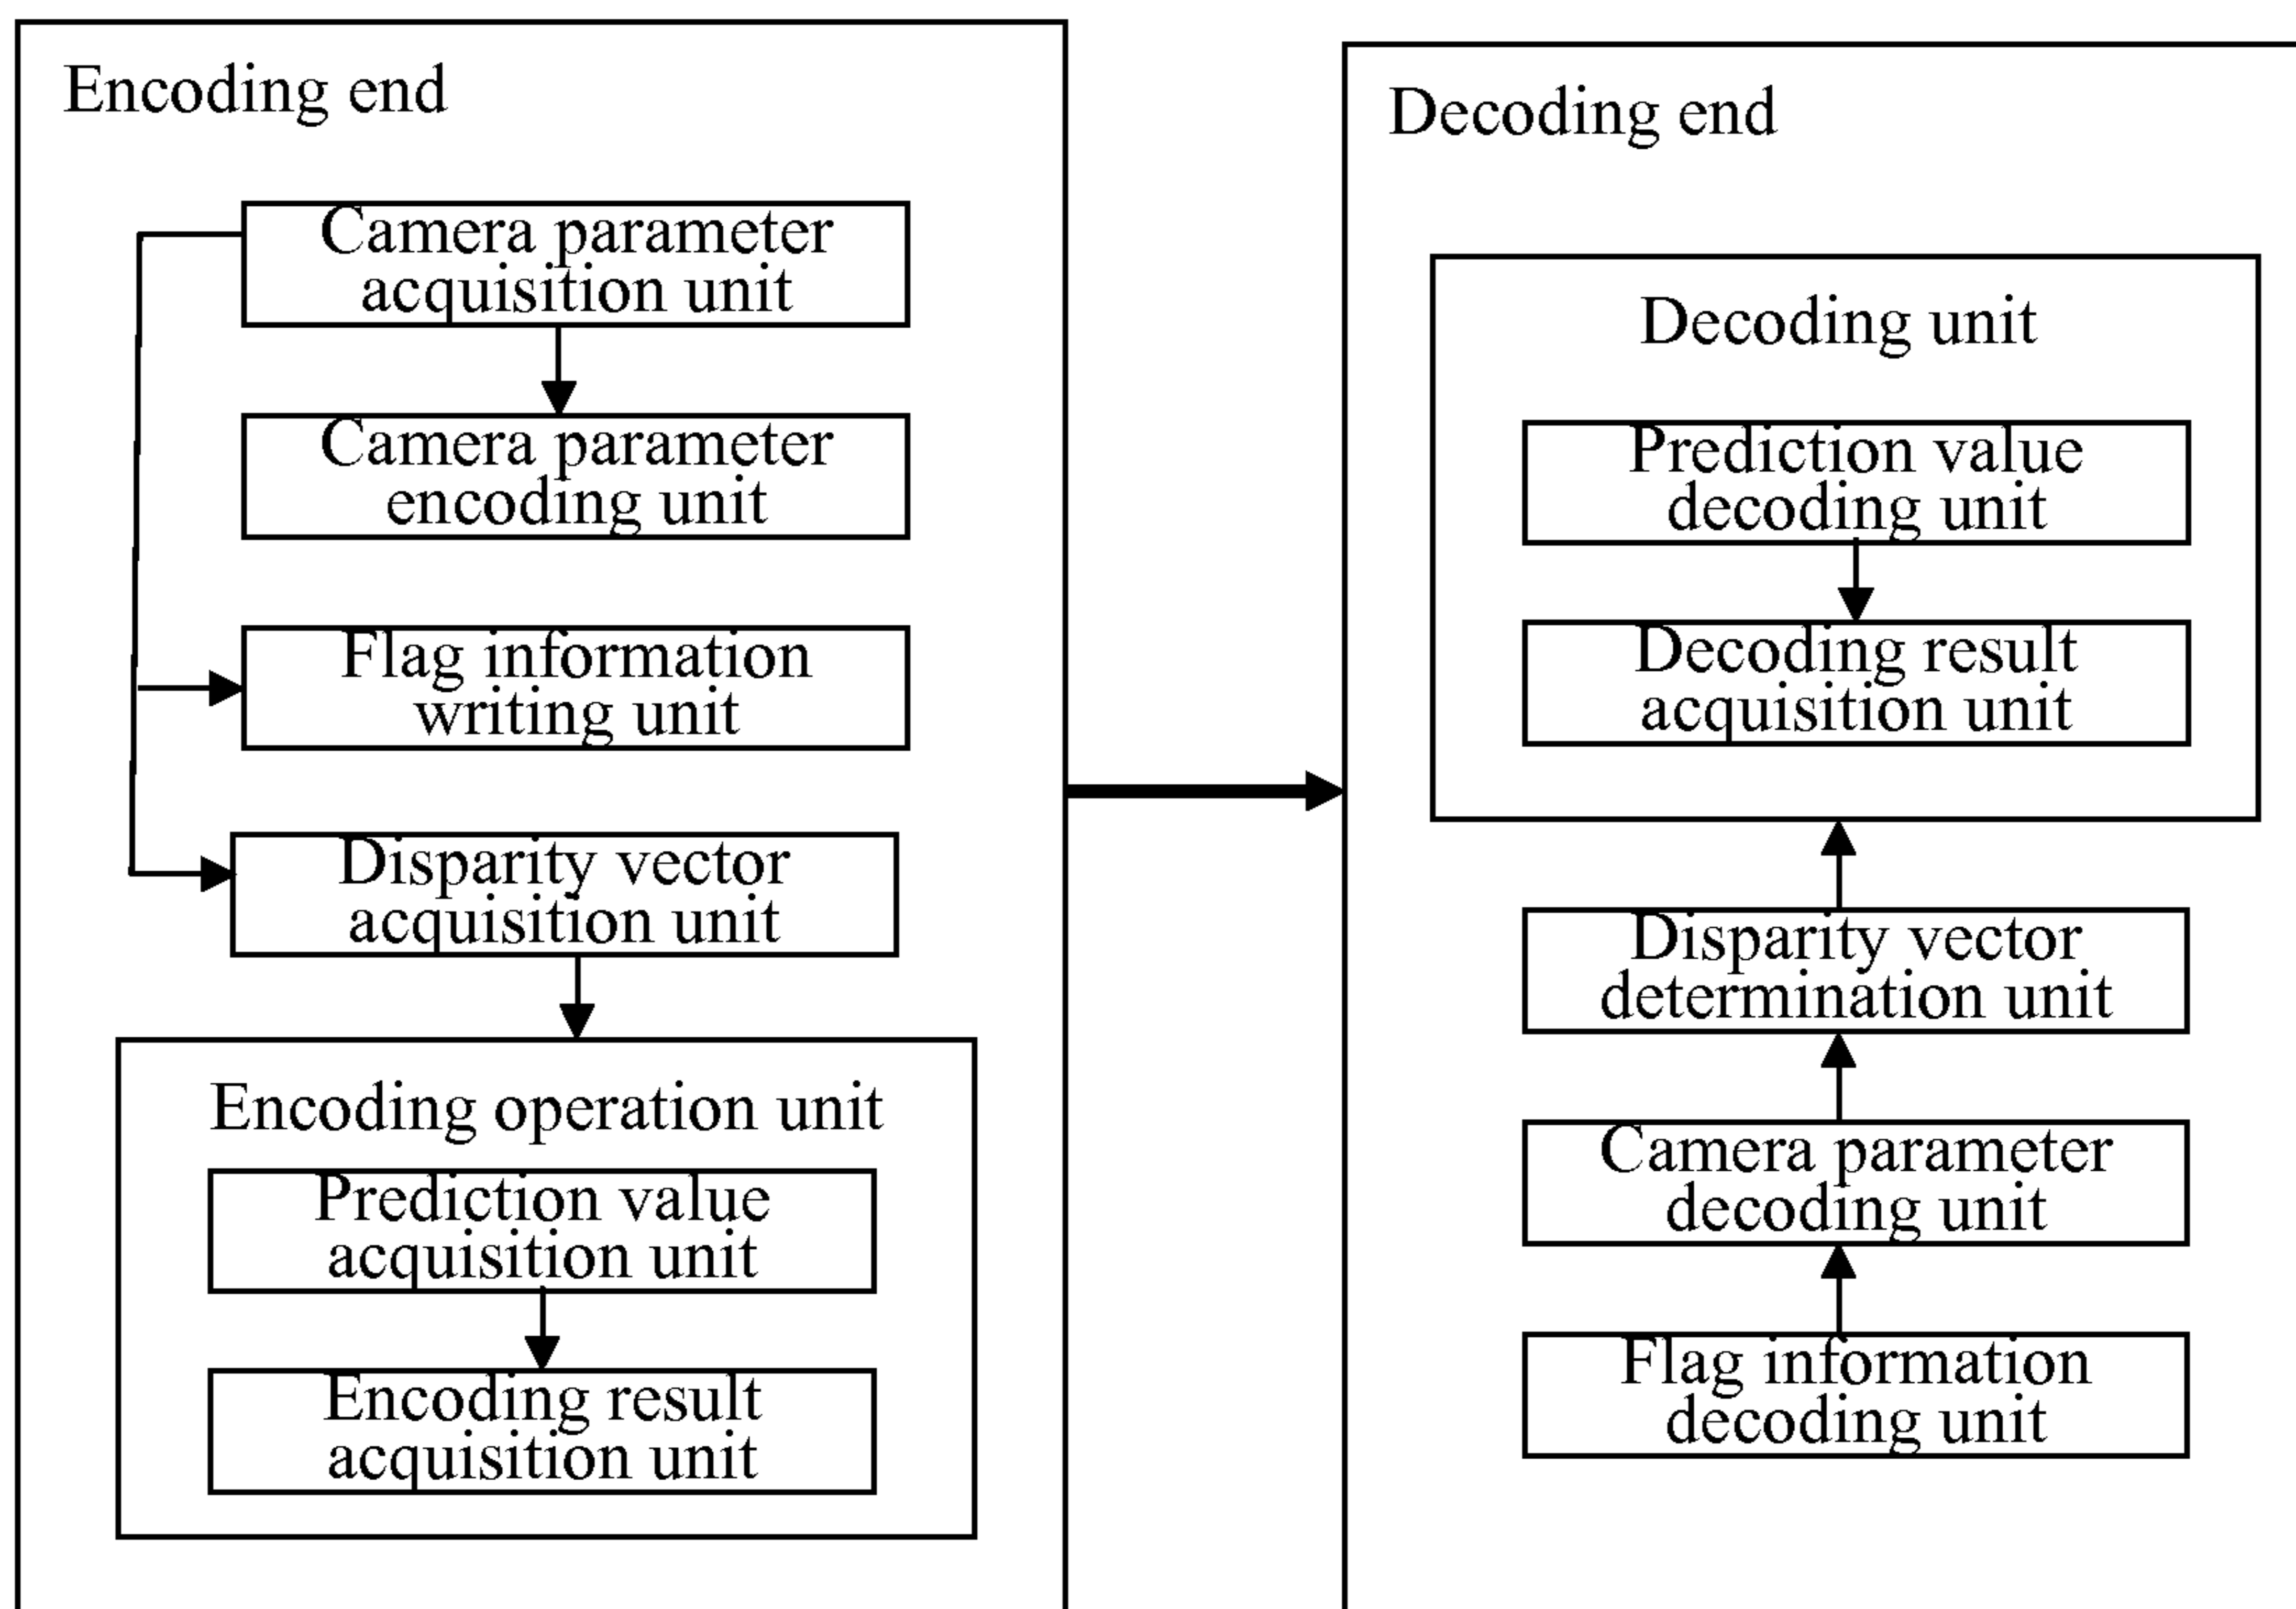 Encoding end
Camera parameter
acquisition unit
Camera parameter
encoding unit
Flag information
writing unit
Disparity vector
acquisition unit
Encoding operation unit
Prediction value
acquisition unit
Encoding result
acquisition unit
Decoding end
Decoding unit
Prediction value
decoding unit
Decoding result
acquisition unit
Disparity vector
determination unit
Camera parameter
decoding unit
Flag information
decoding unit